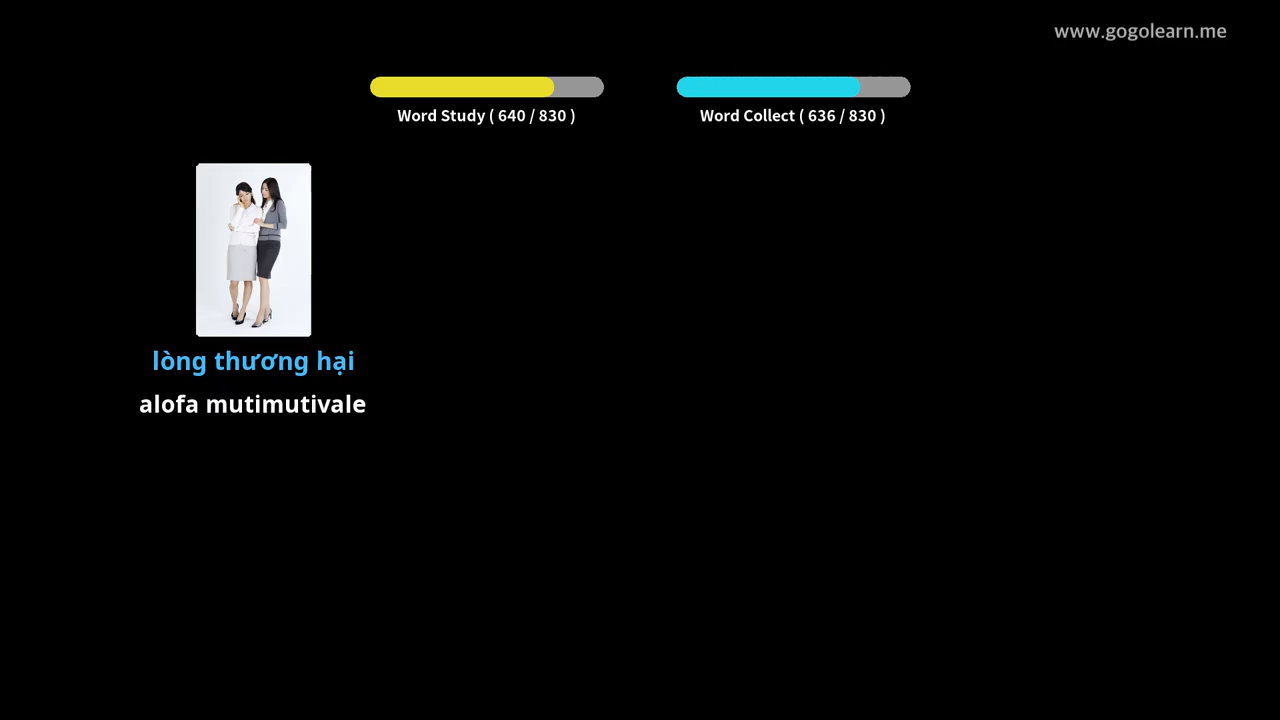 www.gogolearn.me
Word Study ( 640 / 830 )
Word Collect ( 636 / 830 )
lòng thương hại
alofa mutimutivale